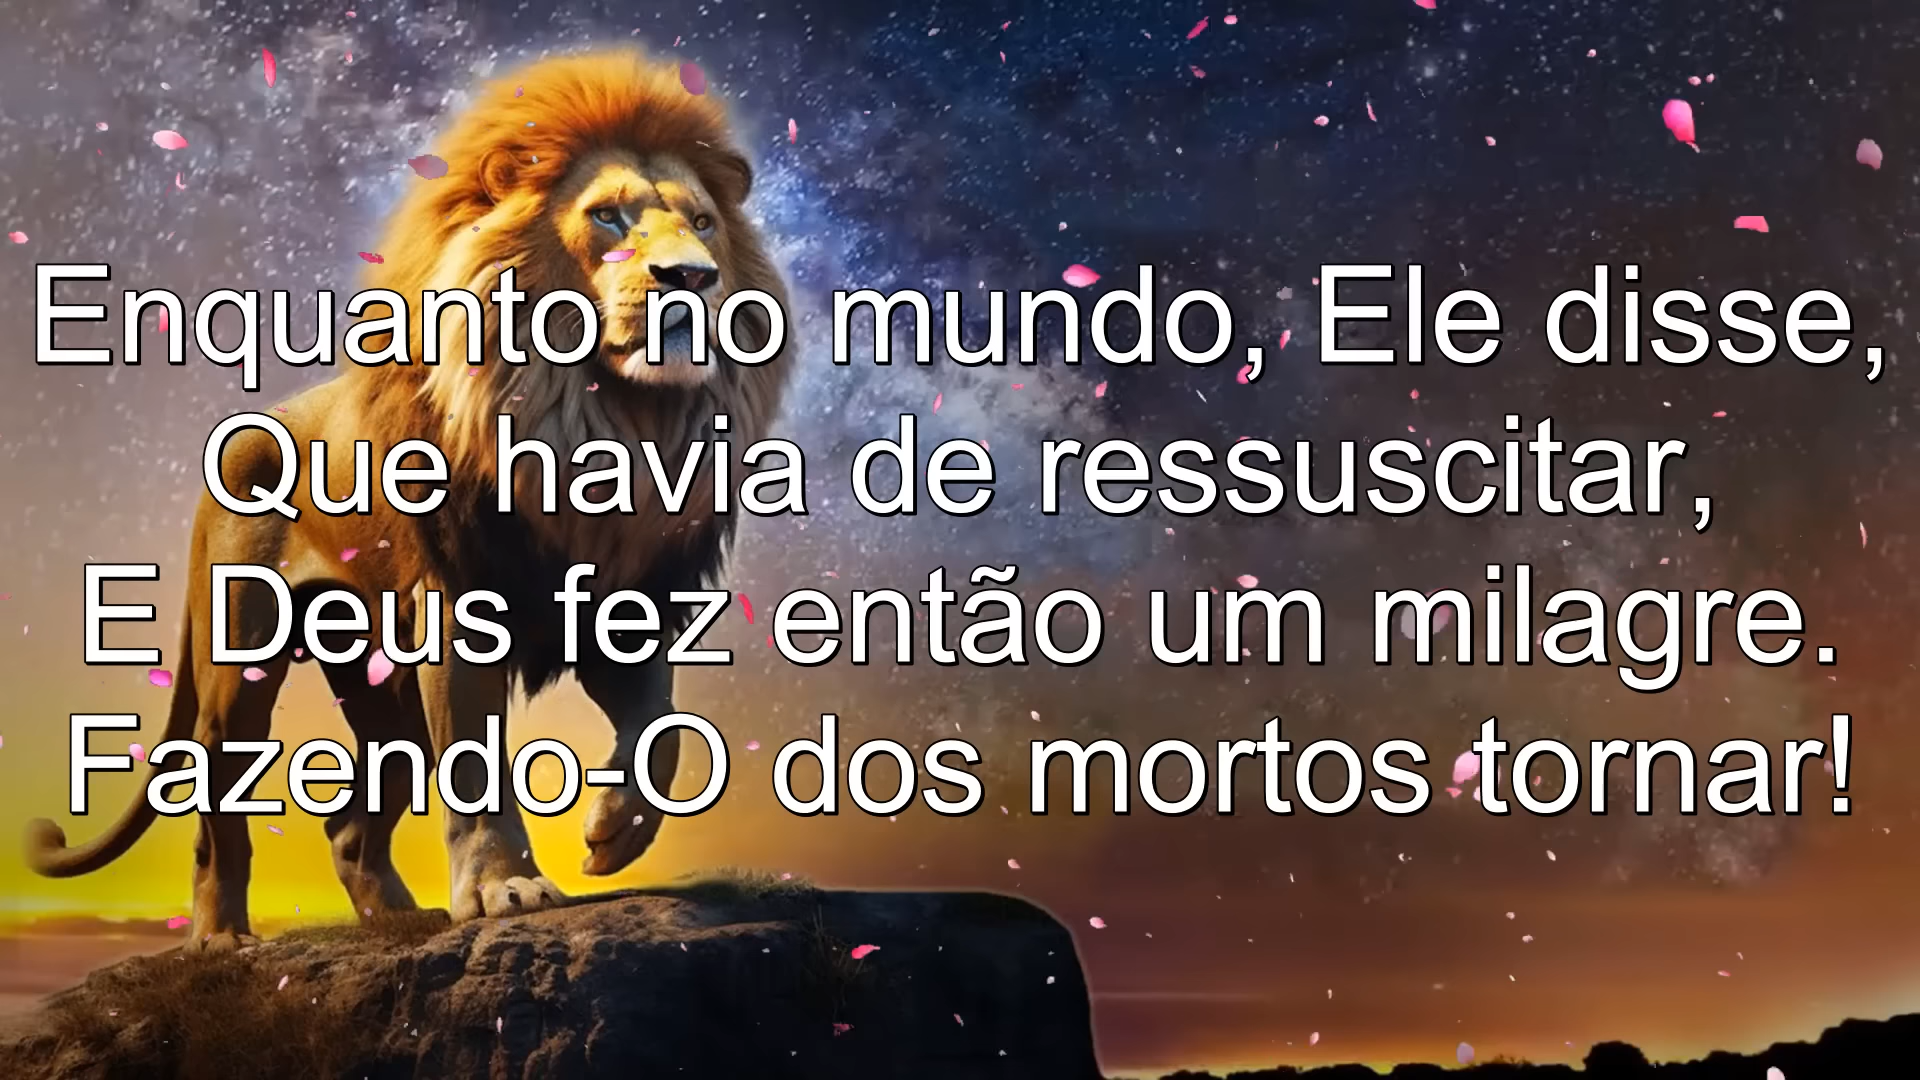 Enquanto no mundo, Ele disse,
Que havia de ressuscitar,
E Deus fez então um milagre.
Fazendo-O dos mortos tornar!